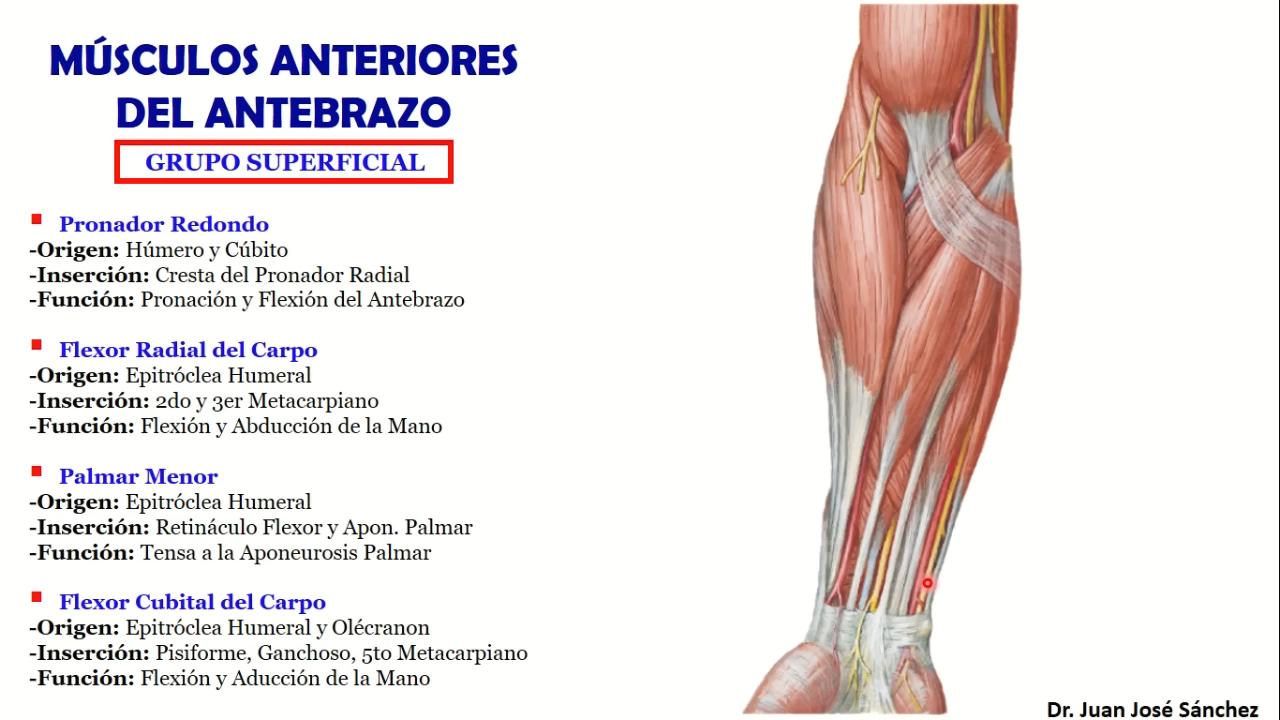 MÚSCULOS ANTERIORES
DEL ANTEBRAZO
GRUPO SUPERFICIAL
▪ Pronador Redondo
-Origen: Húmero y Cúbito
-Inserción: Cresta del Pronador Radial
-Función: Pronación y Flexión del Antebrazo
▪ Flexor Radial del Carpo
-Origen: Epitróclea Humeral
-Inserción: 2do y 3er Metacarpiano
-Función: Flexión y Abducción de la Mano
▪ Palmar Menor
-Origen: Epitróclea Humeral
-Inserción: Retináculo Flexor y Apon. Palmar
-Función: Tensa a la Aponeurosis Palmar
▪ Flexor Cubital del Carpo
-Origen: Epitróclea Humeral y Olécranon
-Inserción: Pisiforme, Ganchoso, 5to Metacarpiano
-Función: Flexión y Aducción de la Mano
Dr. Juan José Sánchez